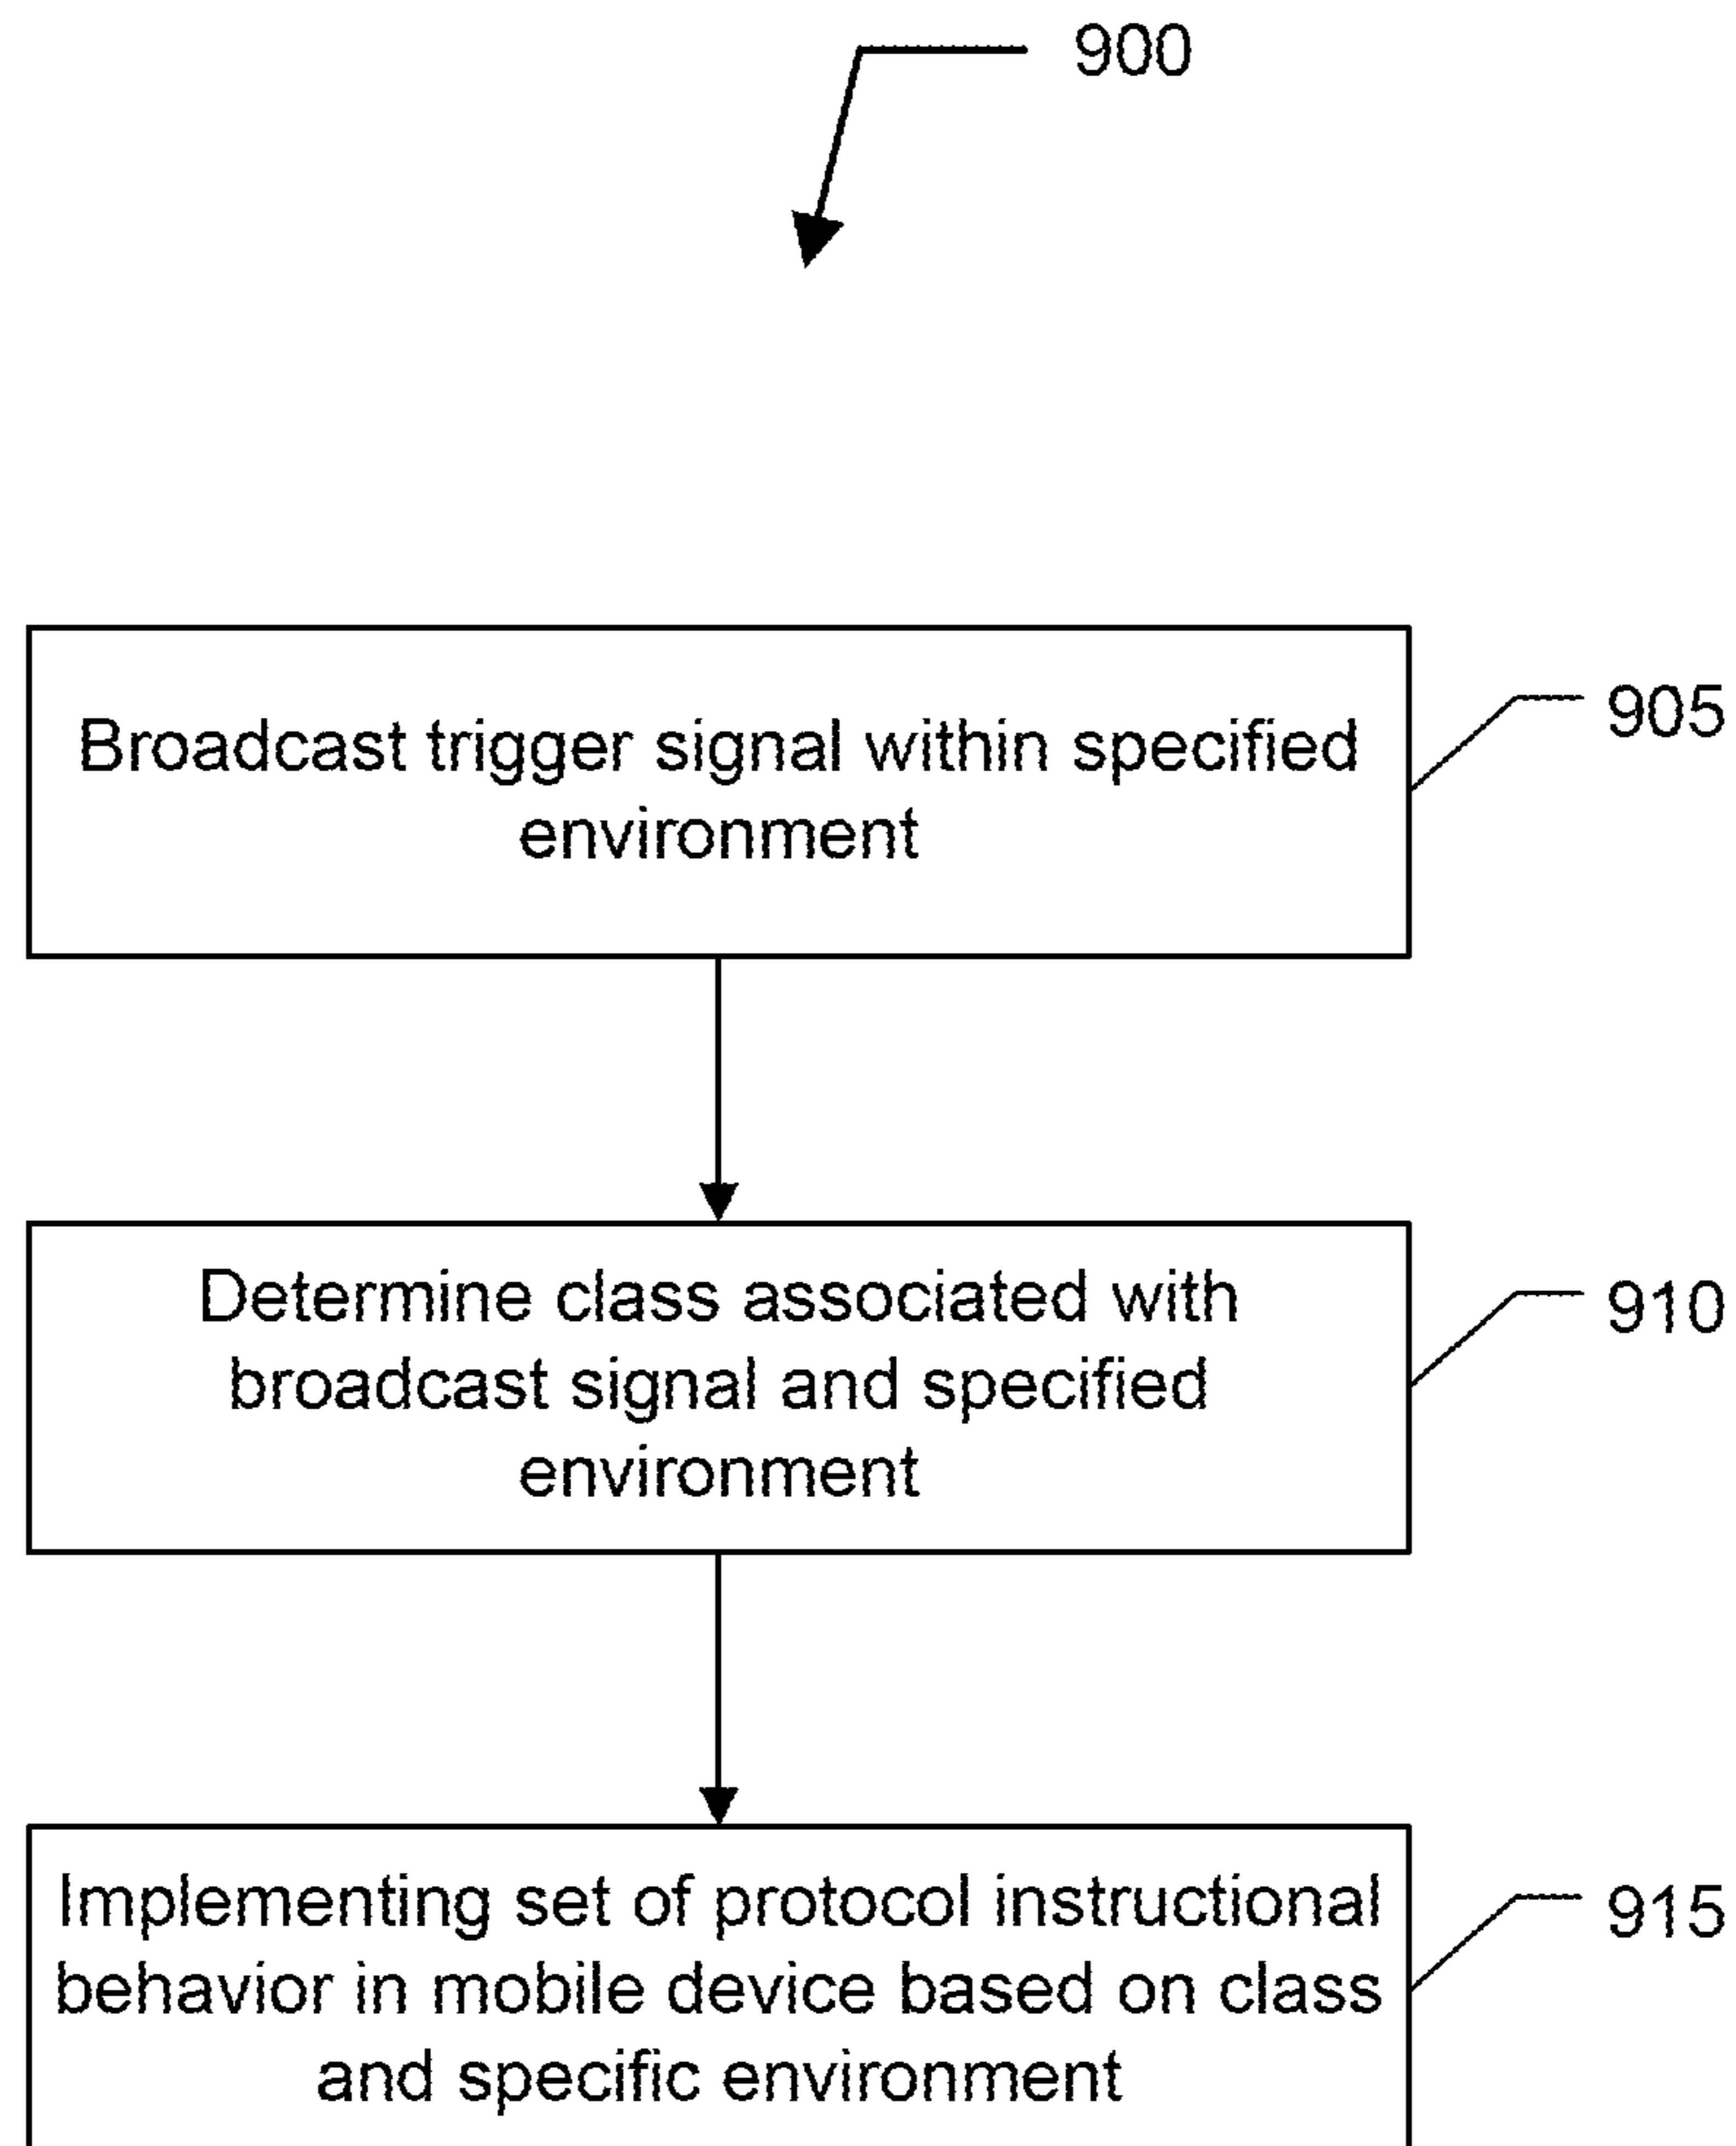 900
Broadcast trigger signal within specified
environment
905
Determine class associated with
broadcast signal and specified
environment
910
Implementing set of protocol instructional
behavior in mobile device based on class
and specific environment
915